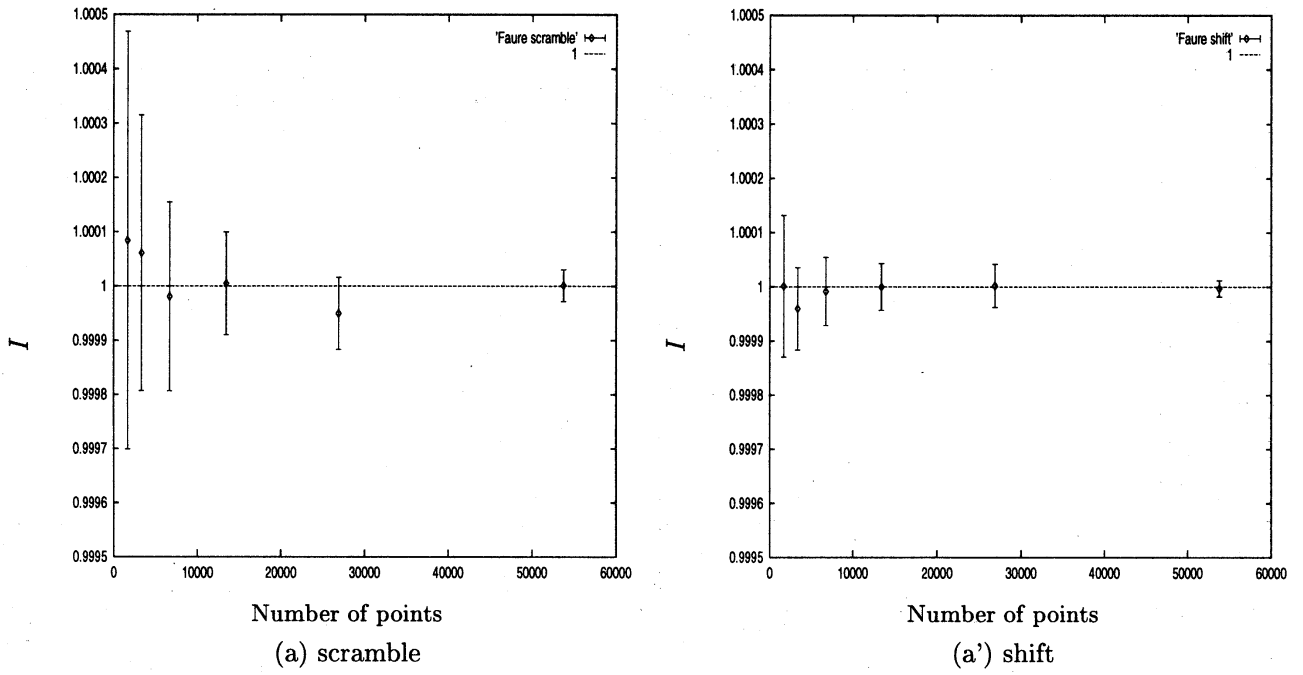 1.0005
1.0004
1.0003
1.0002
1.0001
1
0.9999
0.9998
0.9997
0.9996
0.9995
I
'Faure scramble'
1
0 10000 20000 30000 40000 50000 60000
Number of points
(a) scramble
1.0005
1.0004
1.0003
1.0002
1.0001
1
0.9999
0.9998
0.9997
0.9996
0.9995
I
'Faure shift'
1
0 10000 20000 30000 40000 50000 60000
Number of points
(a') shift